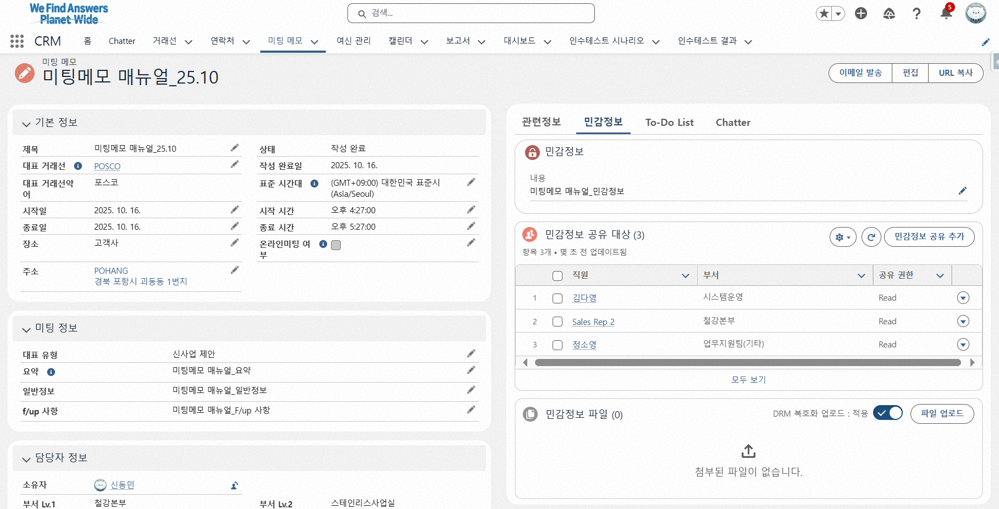 We Find Answers
Planet Wide
검색...
5
CRM
홈
Chatter
거래선
연락처
미팅 메모
여신 관리
캘린더
보고서
대시보드
인수테스트 시나리오
인수테스트 결과
미팅 메모
미팅메모 매뉴얼_25.10
이메일 발송
편집
URL 복사
기본 정보
제목
미팅메모 매뉴얼_25.10
상태
작성 완료
대표 거래선
POSCO
작성 완료일
2025. 10. 16.
대표 거래선약
어
포스코
표준 시간대
(GMT+09:00) 대한민국 표준시
(Asia/Seoul)
시작일
2025. 10. 16.
시작 시간
오후 4:27:00
종료일
2025. 10. 16.
종료 시간
오후 5:27:00
장소
고객사
온라인미팅 여
부
주소
POHANG
경북 포항시 괴동동 1번지
미팅 정보
대표 유형
신사업 제안
요약
미팅메모 매뉴얼_요약
일반정보
미팅메모 매뉴얼_일반정보
f/up 사항
미팅메모 매뉴얼_F/up 사항
담당자 정보
소유자
신동민
부서 Lv.1
철강본부
부서 Lv.2
스테인리스사업실
관련정보
민감정보
To-Do List
Chatter
민감정보
내용
미팅메모 매뉴얼_민감정보
민감정보 공유 대상 (3)
항목 3개 • 몇 초 전 업데이트됨
민감정보 공유 추가
직원
부서
공유 권한
1
김다영
시스템운영
Read
2
Sales Rep 2
철강본부
Read
3
정소영
업무지원팀(기타)
Read
모두 보기
민감정보 파일 (0)
DRM 복호화 업로드 : 적용
파일 업로드
첨부된 파일이 없습니다.